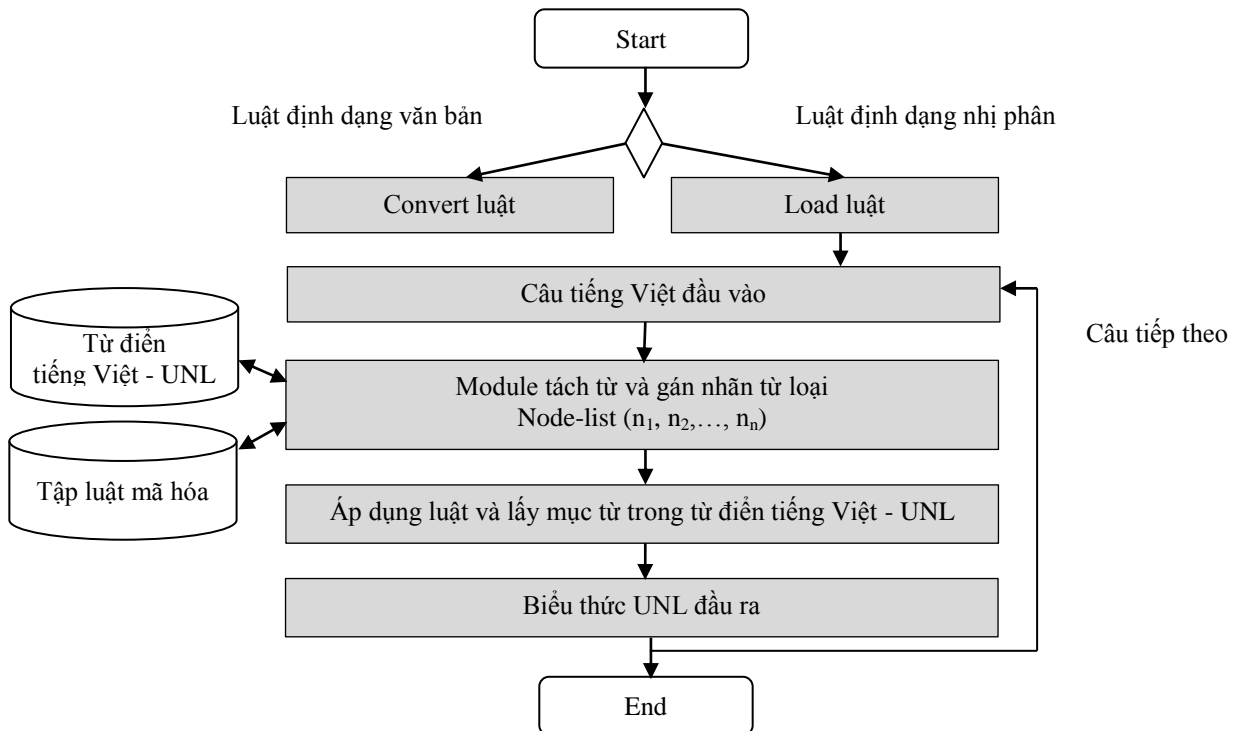 Start
Luật định dạng văn bản
Luật định dạng nhị phân
Convert luật
Load luật
Câu tiếng Việt đầu vào
Từ điển
tiếng Việt - UNL
Câu tiếp theo
Module tách từ và gán nhãn từ loại
Node-list (n₁, n₂,…, nₙ)
Tập luật mã hóa
Áp dụng luật và lấy mục từ trong từ điển tiếng Việt - UNL
Biểu thức UNL đầu ra
End